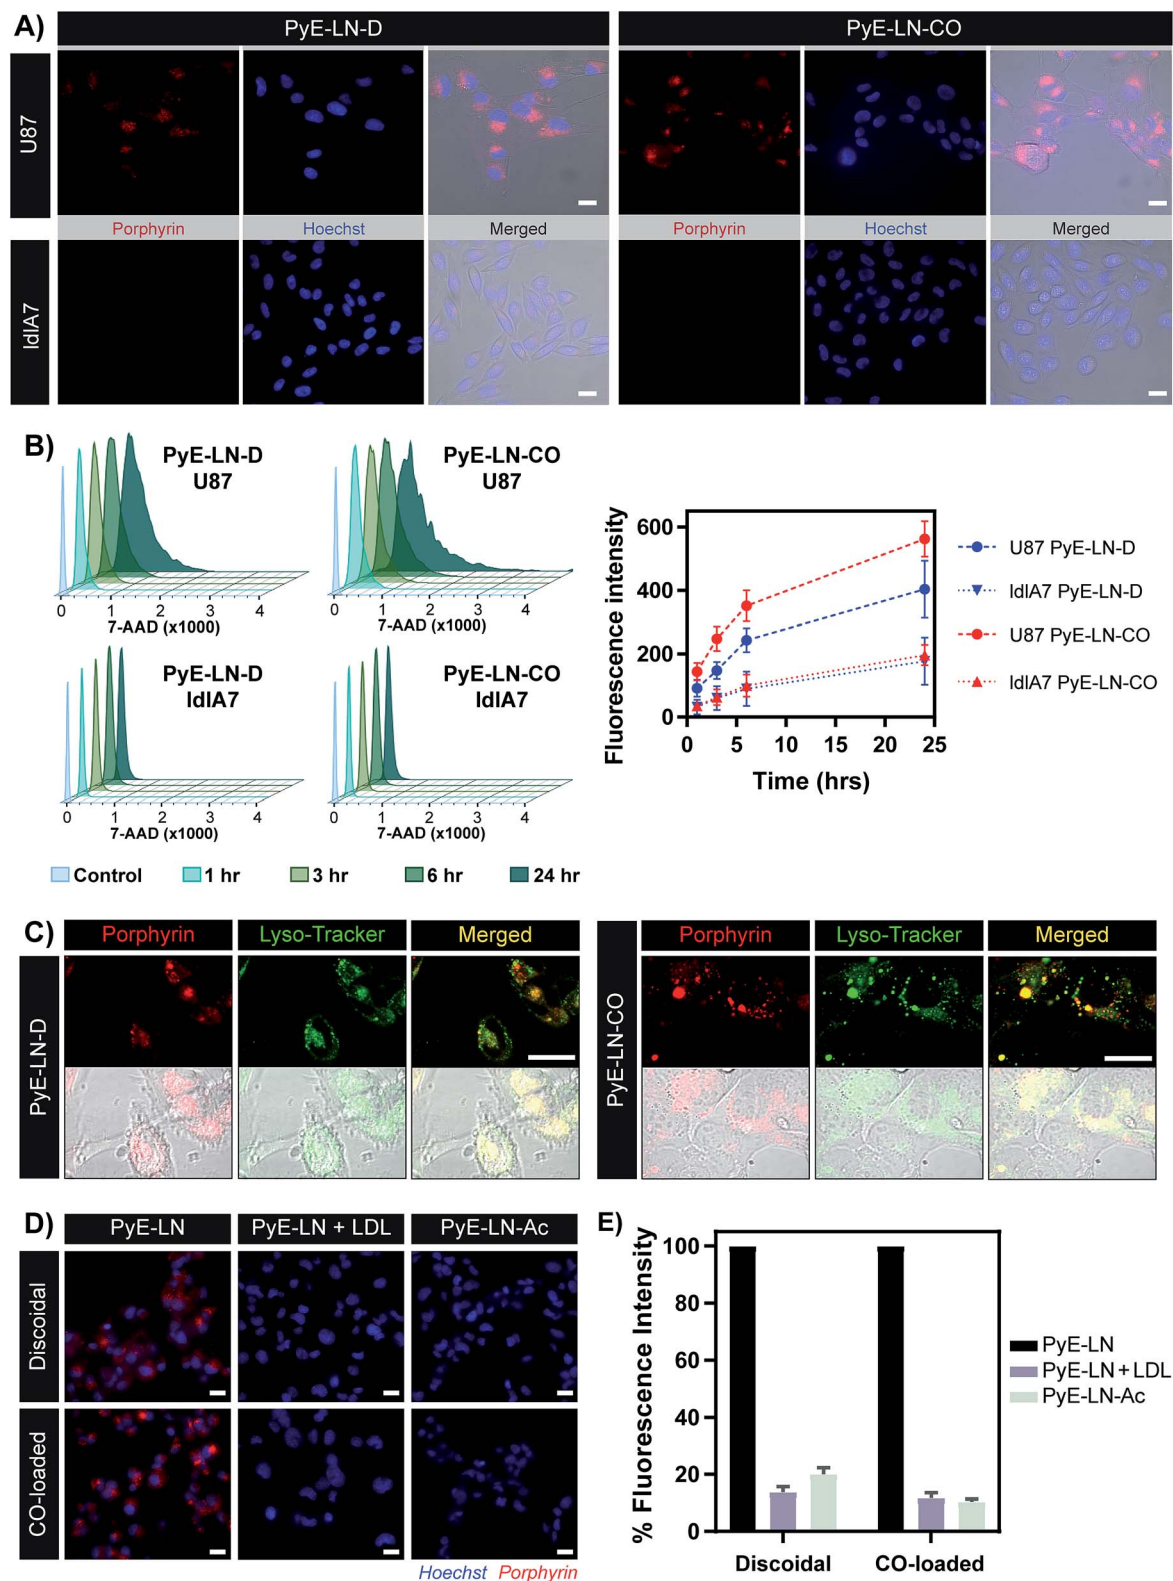 A)
PyE-LN-D
PyE-LN-CO
U87
Porphyrin
Hoechst
Merged
Porphyrin
Hoechst
Merged
ldlA7
B)
PyE-LN-D
U87
0 1 2 3 4
7-AAD (x1000)
PyE-LN-CO
U87
0 1 2 3 4
7-AAD (x1000)
PyE-LN-D
ldlA7
0 1 2 3 4
7-AAD (x1000)
PyE-LN-CO
ldlA7
0 1 2 3 4
7-AAD (x1000)
Control
1 hr
3 hr
6 hr
24 hr
Fluorescence intensity
600
400
200
0
0 5 10 15 20 25
Time (hrs)
U87 PyE-LN-D
ldlA7 PyE-LN-D
U87 PyE-LN-CO
ldlA7 PyE-LN-CO
C)
Porphyrin
Lyso-Tracker
Merged
PyE-LN-D
Porphyrin
Lyso-Tracker
Merged
PyE-LN-CO
D)
PyE-LN
PyE-LN + LDL
PyE-LN-Ac
Discoidal
CO-loaded
Hoechst Porphyrin
E)
% Fluorescence Intensity
100
80
60
40
20
0
Discoidal
CO-loaded
PyE-LN
PyE-LN + LDL
PyE-LN-Ac